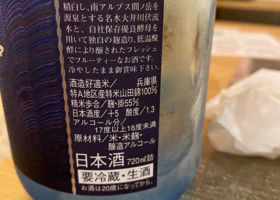 精白し、南アルプス間ノ岳を
源泉とする名水大井川伏流
水と、自社保存優良酵母を
用いて独自の麹造り、低温醗
酵により醸されたフレッシュ
でフルーティーなお酒です。
冷やしたまま御賞味下さい。
酒造好適米/ 兵庫県
特A地区産特米山田錦100%
精米歩合/麹・掛55%
日本酒度/+5 酸度/1.3
アルコール分/
17度以上18度未満
原材料/米・米麹・
醸造アルコール
日本酒 720ml詰
要冷蔵・生酒
お酒は20歳になってから。